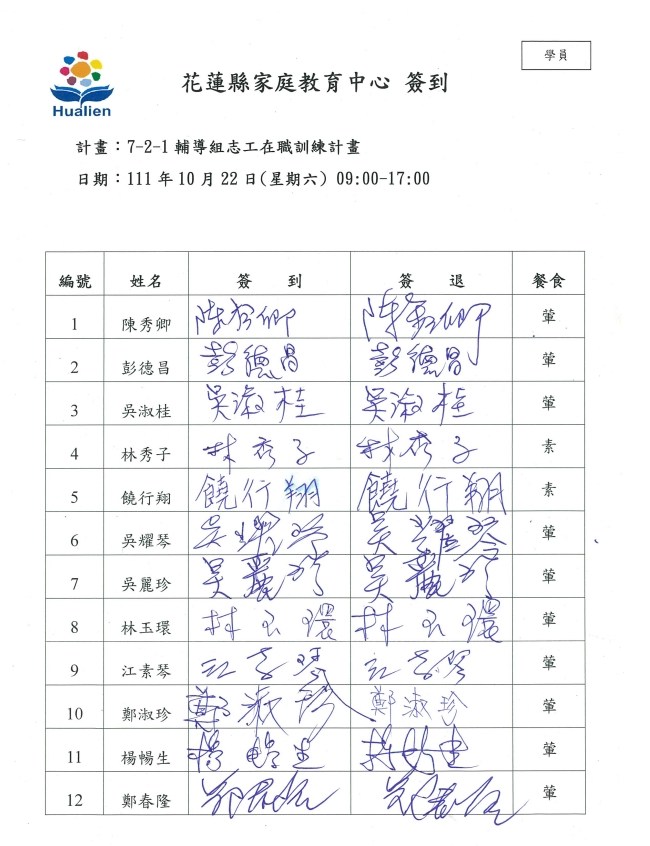 學員
花蓮縣家庭教育中心 簽到
Hualien
計畫：7-2-1 輔導組志工在職訓練計畫
日期：111 年 10 月 22 日(星期六) 09:00-17:00
編號 姓名 簽 到 簽 退 餐食
1 陳秀卿 陳秀卿 陳秀卿 葷
2 彭德昌 彭德昌 彭德昌 葷
3 吳淑桂 吳淑桂 吳淑桂 葷
4 林秀子 林秀子 林秀子 素
5 饒行翔 饒行翔 饒行翔 素
6 吳耀琴 吳耀琴 吳耀琴 葷
7 吳麗珍 吳麗珍 吳麗珍 葷
8 林玉環 林玉環 林玉環 葷
9 江素琴 江素琴 江素琴 葷
10 鄭淑珍 鄭淑珍 鄭淑珍 葷
11 楊暢生 楊暢生 楊暢生 葷
12 鄭春隆 鄭春隆 鄭春隆 葷